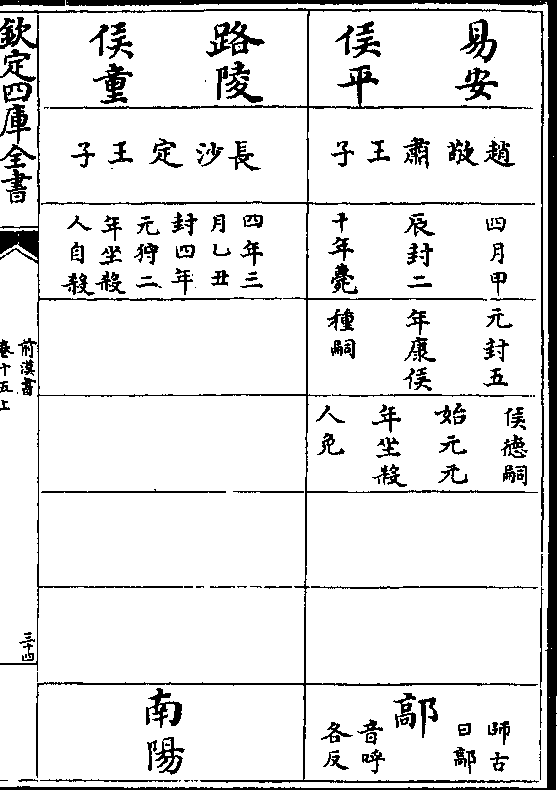 易安
侯平
趙敬肅王子
四月甲
辰封二
十年薨
元封五
年康侯
種嗣
侯德嗣
始元元
年坐殺
人免
鄗
師古
曰鄗
音呼
各反
路陵
侯童
長沙定王子
四年三
月乙丑
封四年
元狩二
年坐殺
人自殺
南陽
欽定四庫全書
前漢書
卷十五上
三十四